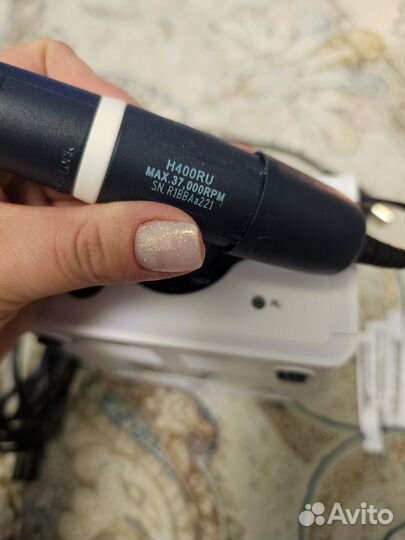 H400RU
MAX.37,000RPM
SN.R1BBAa221
Avito